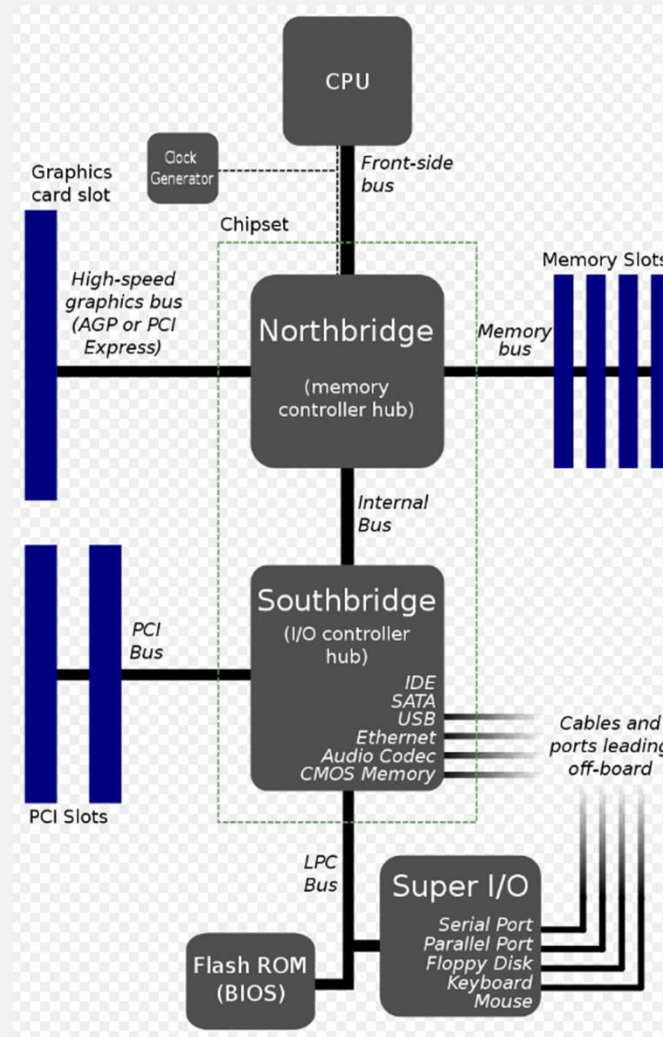 CPU
Clock
Generator
Front-side
bus
Graphics
card slot
Chipset
High-speed
graphics bus
(AGP or PCI
Express)
Northbridge
(memory
controller hub)
Memory Slots
Memory
bus
Internal
Bus
Southbridge
(I/O controller
hub)
IDE
SATA
USB
Ethernet
Audio Codec
CMOS Memory
PCI
Bus
PCI Slots
Cables and
ports leading
off-board
LPC
Bus
Super I/O
Serial Port
Parallel Port
Floppy Disk
Keyboard
Mouse
Flash ROM
(BIOS)